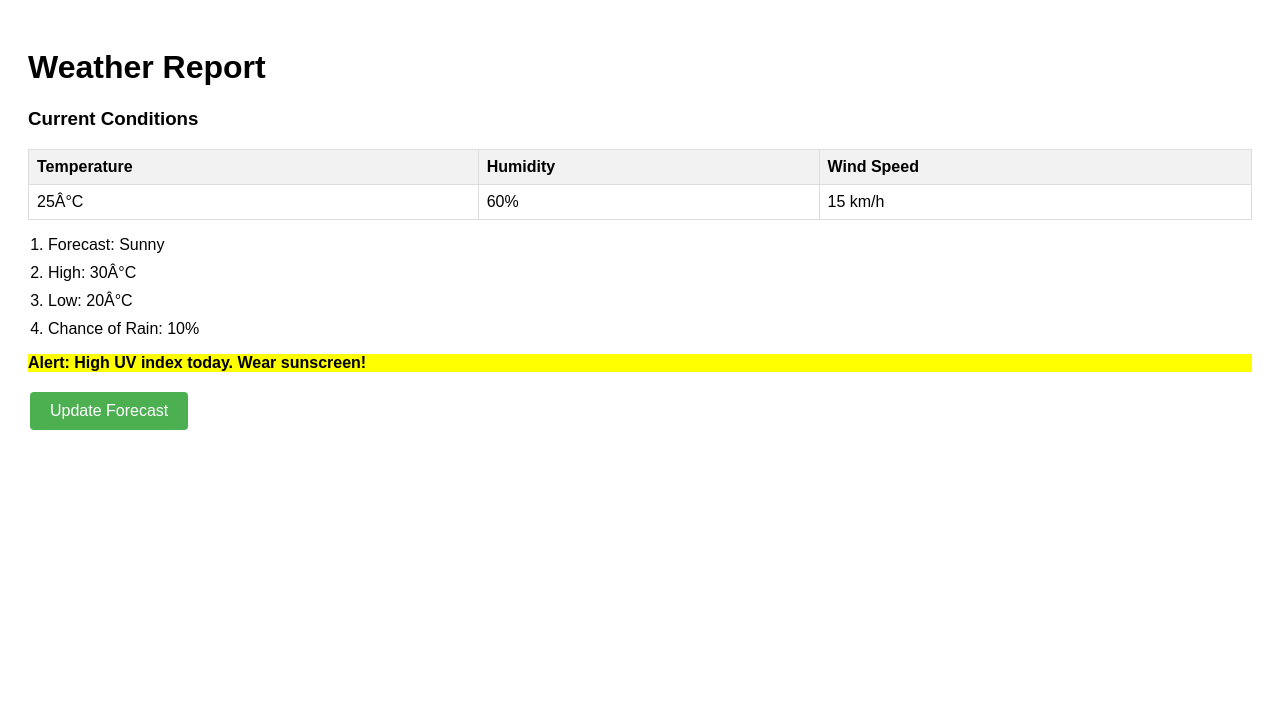 Weather Report
Current Conditions
Temperature Humidity Wind Speed
25Â°C 60% 15 km/h
1. Forecast: Sunny
2. High: 30Â°C
3. Low: 20Â°C
4. Chance of Rain: 10%
Alert: High UV index today. Wear sunscreen!
Update Forecast